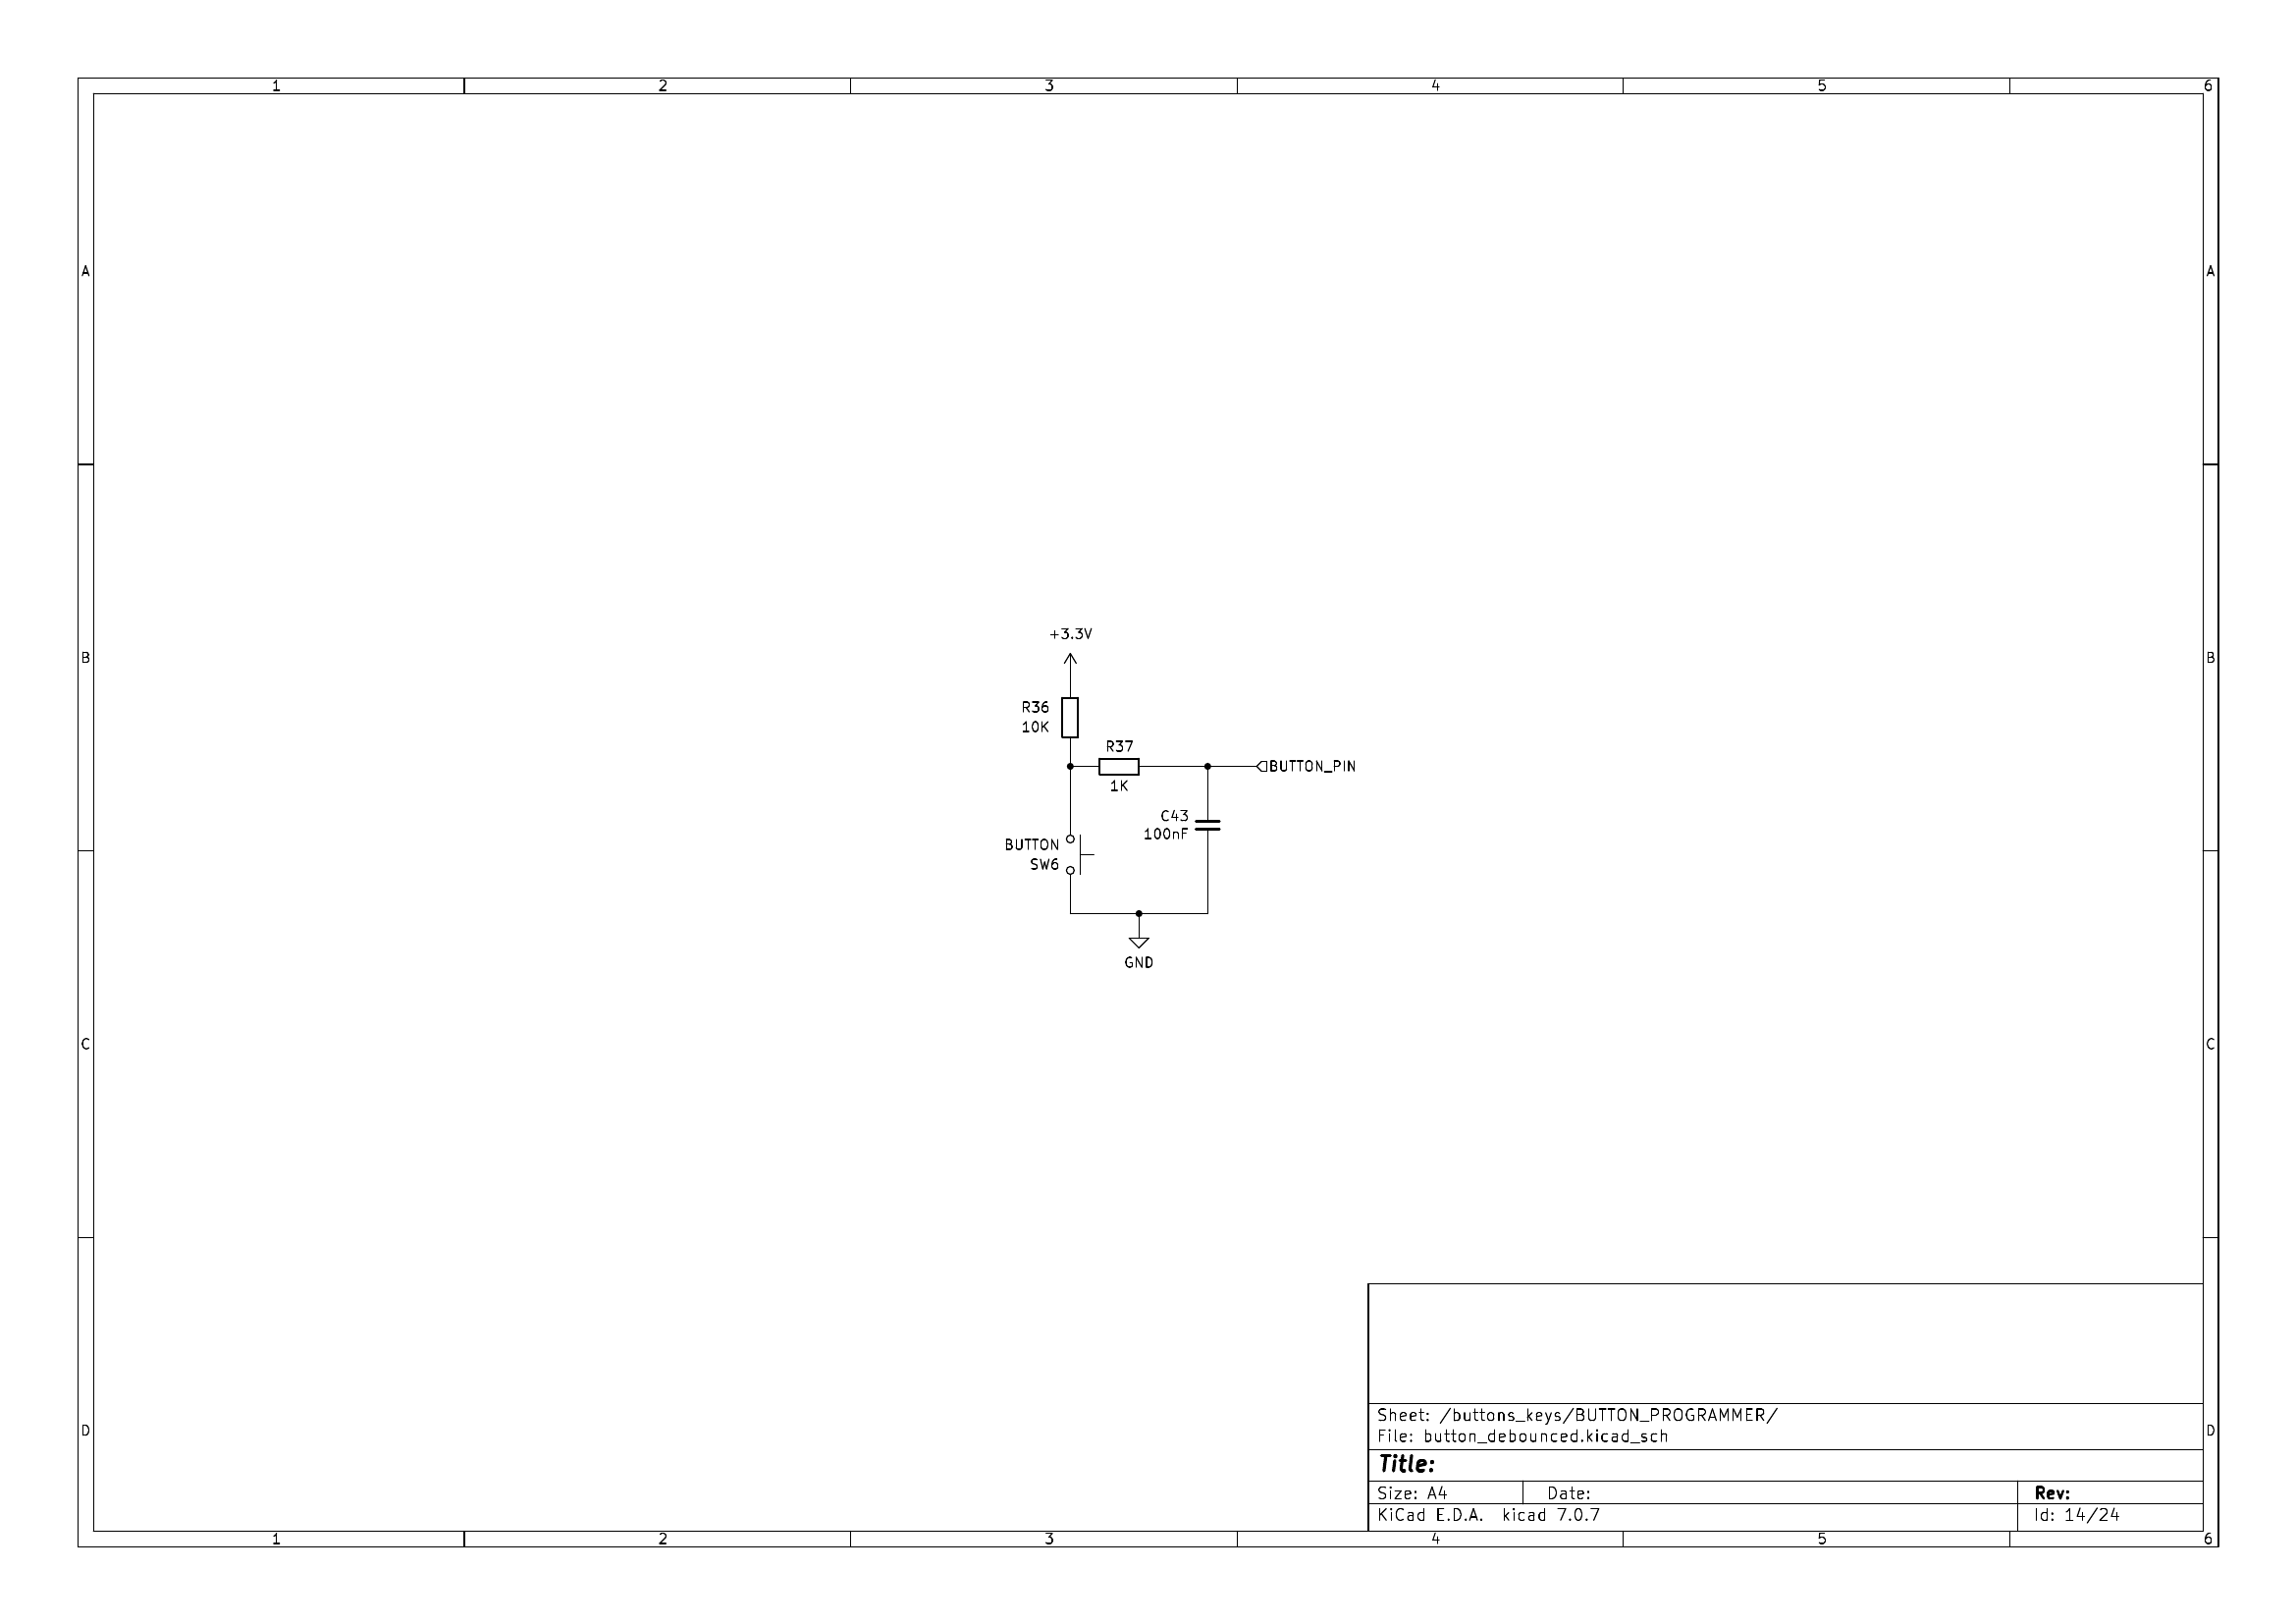 1 2 3 4 5 6
A A
+3.3V
B B
R36
10K
R37
BUTTON_PIN
1K
C43
100nF
BUTTON
SW6
GND
C C
Sheet: /buttons_keys/BUTTON_PROGRAMMER/
File: button_debounced.kicad_sch
D D
Title:
Size: A4 Date: Rev:
KiCad E.D.A. kicad 7.0.7 Id: 14/24
1 2 3 4 5 6